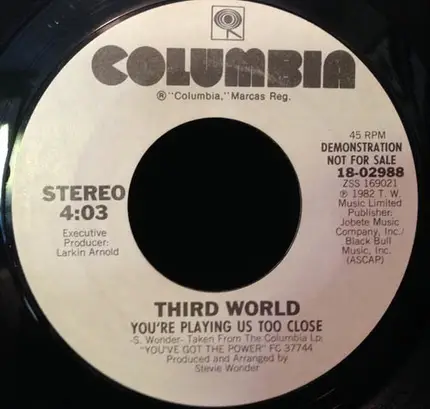 COLUMBIA
®"Columbia," Marcas Reg.
45 RPM
DEMONSTRATION
NOT FOR SALE
18-02988
ZSS 169021
℗ 1982 T. W.
Music Limited
Publisher:
Jobete Music
Company, Inc./
Black Bull
Music, Inc.
(ASCAP)
STEREO
4:03
Executive
Producer:
Larkin Arnold
THIRD WORLD
YOU'RE PLAYING US TOO CLOSE
-S. Wonder- Taken From The Columbia Lp:
"YOU'VE GOT THE POWER" FC 37744
Produced and Arranged by
Stevie Wonder